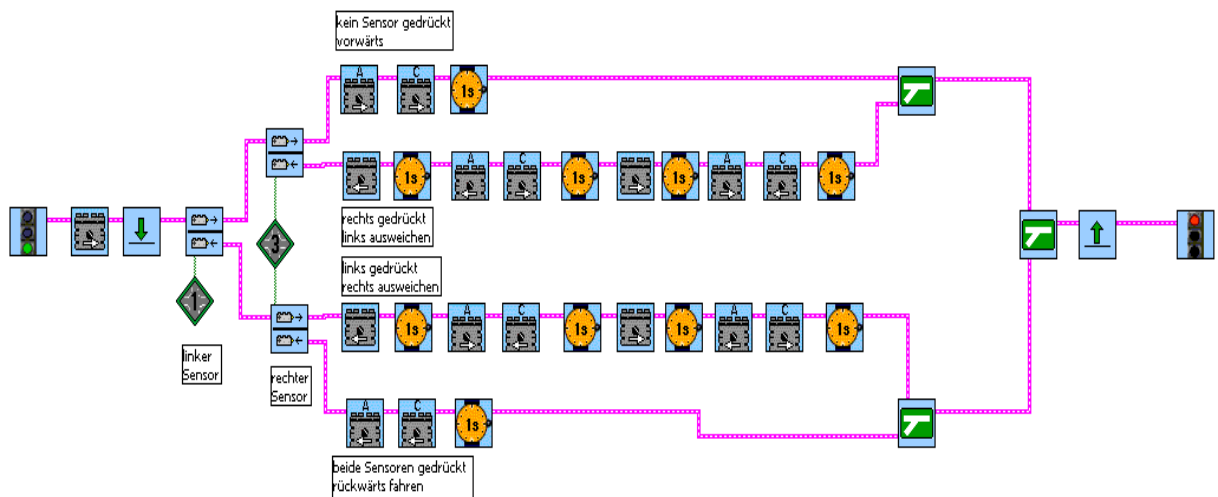 kein Sensor gedrückt
vorwärts
A
C
1s
1s
A
C
1s
1s
A
C
1s
rechts gedrückt
links ausweichen
3
links gedrückt
rechts ausweichen
1
1s
A
C
1s
1s
A
C
1s
linker
Sensor
rechter
Sensor
A
C
1s
beide Sensoren gedrückt
rückwärts fahren